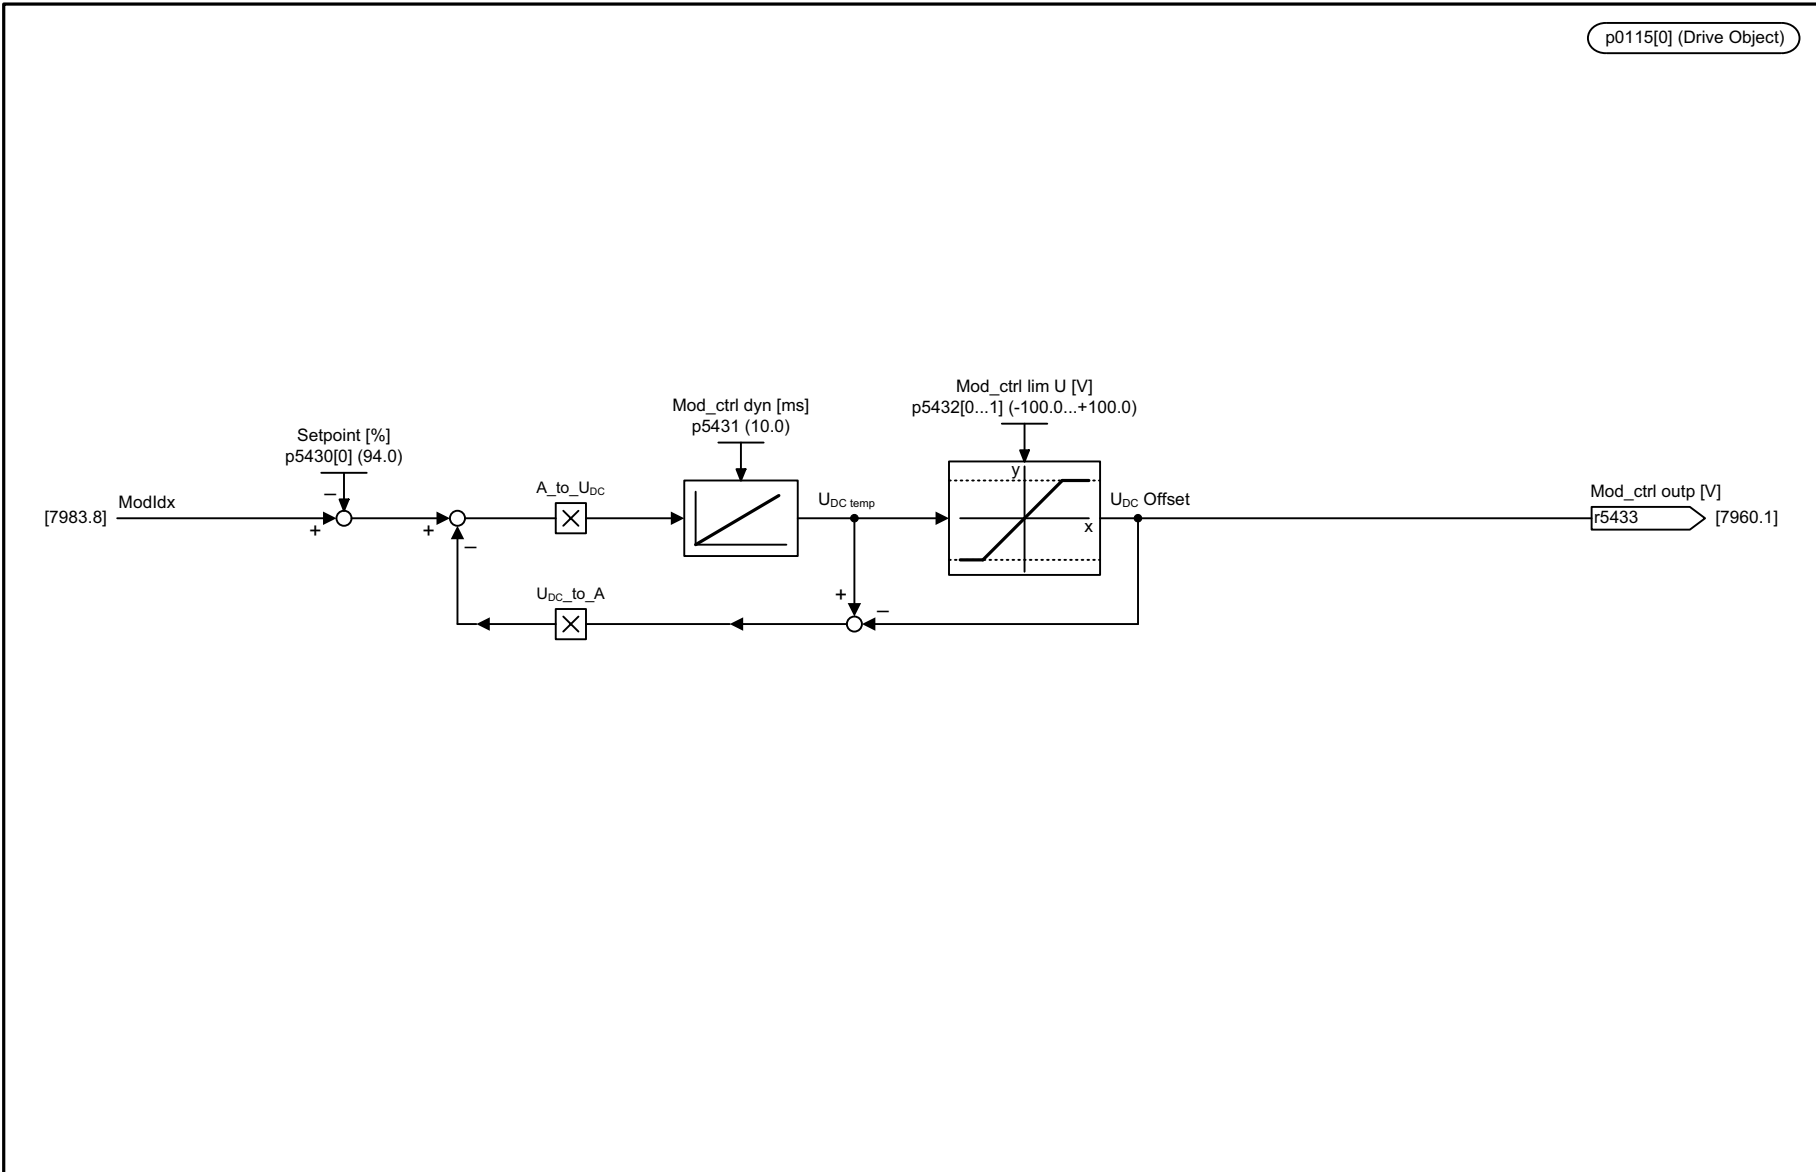 p0115[0] (Drive Object)
Mod_ctrl lim U [V]
p5432[0...1] (-100.0...+100.0)
Mod_ctrl dyn [ms]
p5431 (10.0)
Setpoint [%]
p5430[0] (94.0)
[7983.8]
ModIdx
–
+
+
–
A_to_UDC
UDC temp
y
x
UDC Offset
Mod_ctrl outp [V]
r5433
[7960.1]
UDC_to_A
+
–